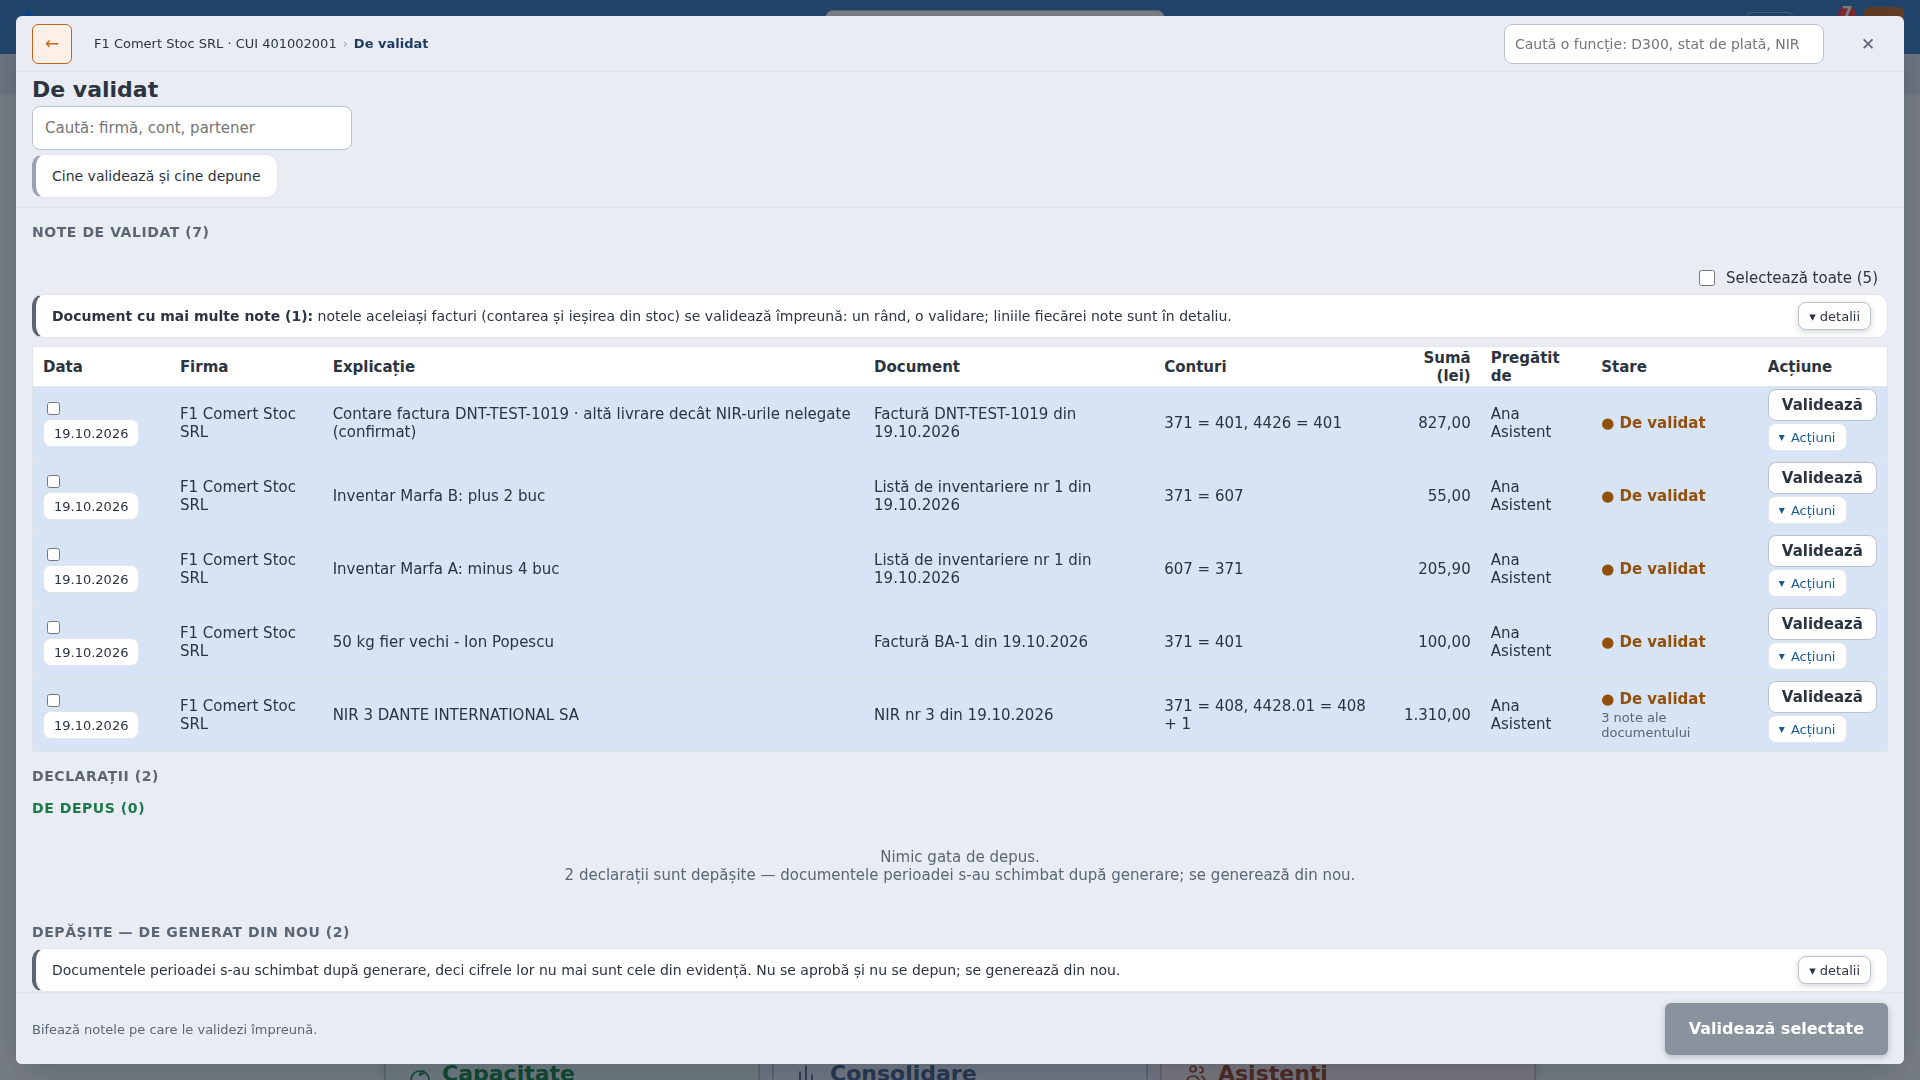 7
←
F1 Comert Stoc SRL · CUI 401002001 › De validat
Caută o funcție: D300, stat de plată, NIR
✕
De validat
Caută: firmă, cont, partener
Cine validează și cine depune
NOTE DE VALIDAT (7)
Selectează toate (5)
Document cu mai multe note (1): notele aceleiași facturi (contarea și ieșirea din stoc) se validează împreună: un rând, o validare; liniile fiecărei note sunt în detaliu.
▾ detalii
Data Firma Explicație Document Conturi Sumă (lei) Pregătit de Stare Acțiune
19.10.2026 F1 Comert Stoc SRL Contare factura DNT-TEST-1019 · altă livrare decât NIR-urile nelegate (confirmat) Factură DNT-TEST-1019 din 19.10.2026 371 = 401, 4426 = 401 827,00 Ana Asistent ● De validat Validează ▾ Acțiuni
19.10.2026 F1 Comert Stoc SRL Inventar Marfa B: plus 2 buc Listă de inventariere nr 1 din 19.10.2026 371 = 607 55,00 Ana Asistent ● De validat Validează ▾ Acțiuni
19.10.2026 F1 Comert Stoc SRL Inventar Marfa A: minus 4 buc Listă de inventariere nr 1 din 19.10.2026 607 = 371 205,90 Ana Asistent ● De validat Validează ▾ Acțiuni
19.10.2026 F1 Comert Stoc SRL 50 kg fier vechi - Ion Popescu Factură BA-1 din 19.10.2026 371 = 401 100,00 Ana Asistent ● De validat Validează ▾ Acțiuni
19.10.2026 F1 Comert Stoc SRL NIR 3 DANTE INTERNATIONAL SA NIR nr 3 din 19.10.2026 371 = 408, 4428.01 = 408 + 1 1.310,00 Ana Asistent ● De validat 3 note ale documentului Validează ▾ Acțiuni
DECLARAȚII (2)
DE DEPUS (0)
Nimic gata de depus.
2 declarații sunt depășite — documentele perioadei s-au schimbat după generare; se generează din nou.
DEPĂȘITE — DE GENERAT DIN NOU (2)
Documentele perioadei s-au schimbat după generare, deci cifrele lor nu mai sunt cele din evidență. Nu se aprobă și nu se depun; se generează din nou.
▾ detalii
Bifează notele pe care le validezi împreună.
Validează selectate
Capacitate Consolidare Asistenți